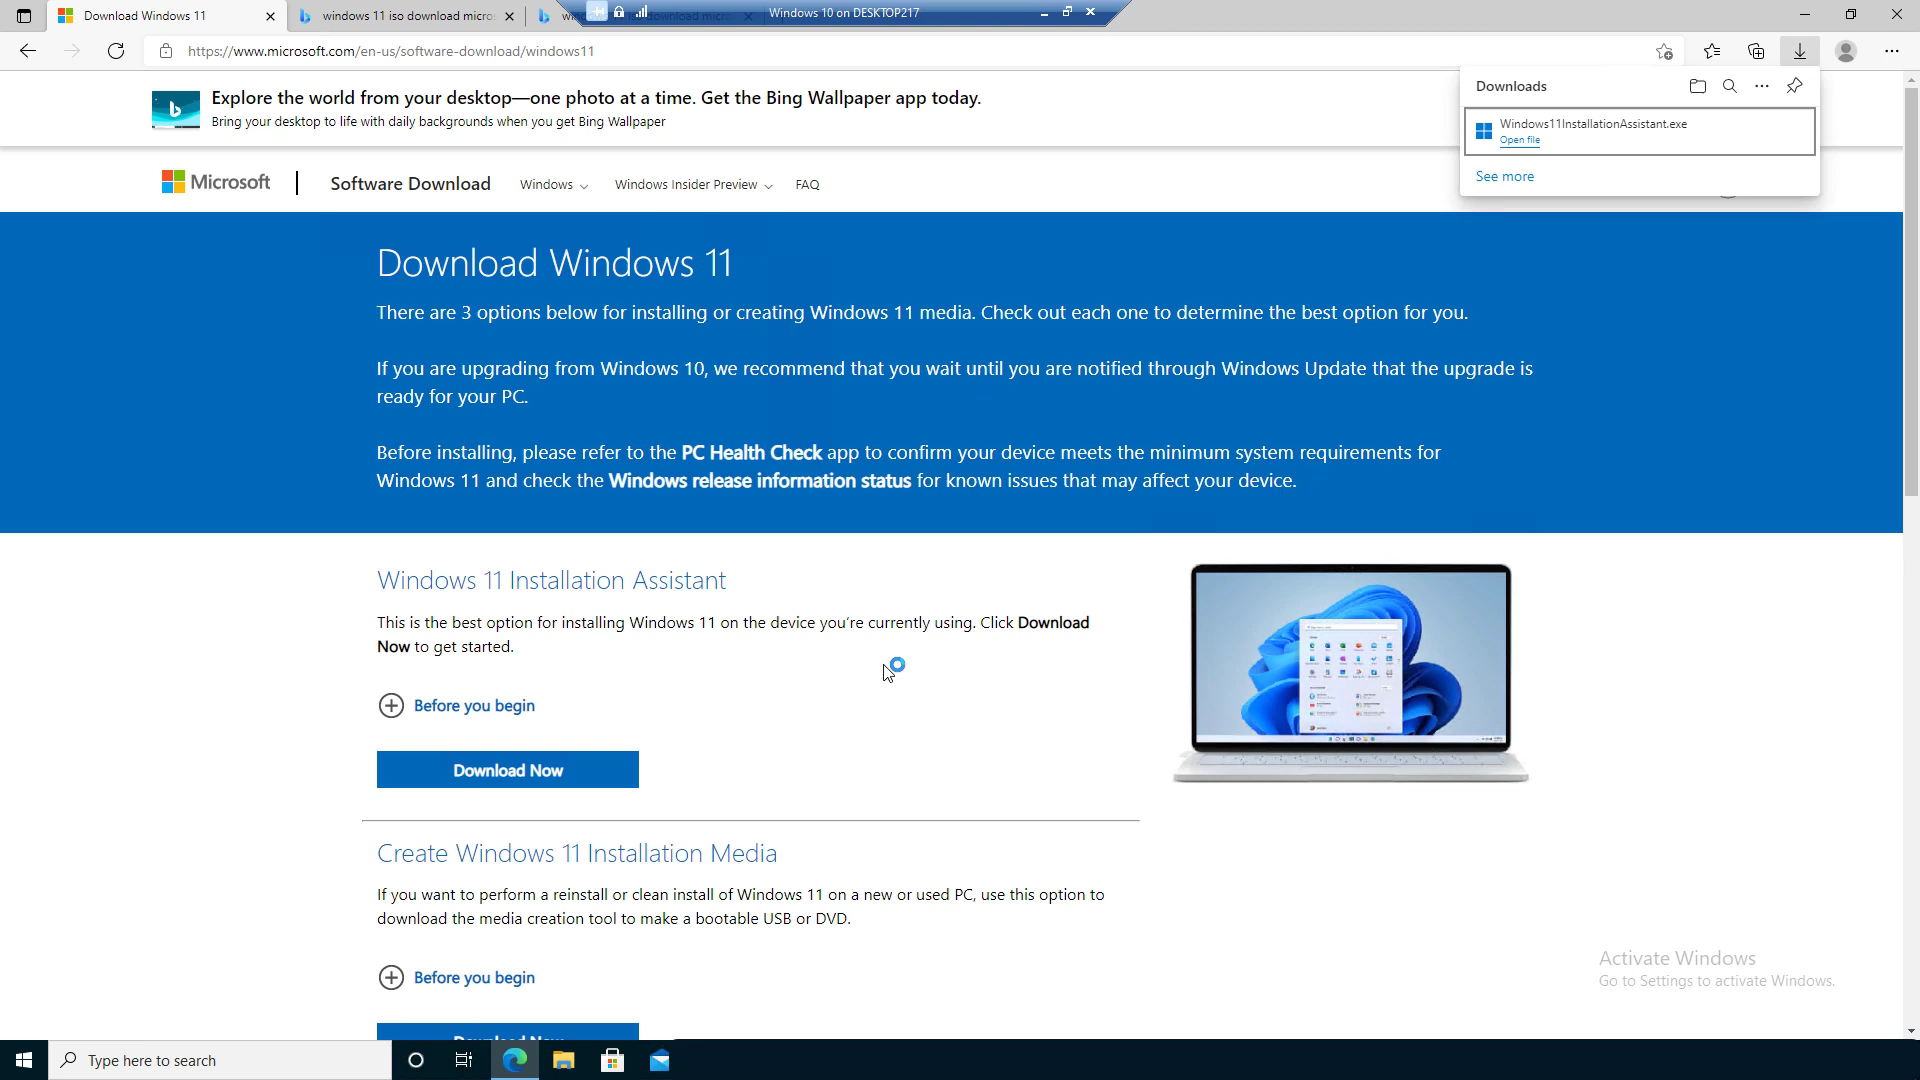 Download Windows 11
windows 11 iso download micros
Windows 10 on DESKTOP217
https://www.microsoft.com/en-us/software-download/windows11
Explore the world from your desktop—one photo at a time. Get the Bing Wallpaper app today.
Bring your desktop to life with daily backgrounds when you get Bing Wallpaper
Downloads
Windows11InstallationAssistant.exe
Open file
See more
Microsoft
Software Download
Windows
Windows Insider Preview
FAQ
Download Windows 11
There are 3 options below for installing or creating Windows 11 media. Check out each one to determine the best option for you.
If you are upgrading from Windows 10, we recommend that you wait until you are notified through Windows Update that the upgrade is
ready for your PC.
Before installing, please refer to the PC Health Check app to confirm your device meets the minimum system requirements for
Windows 11 and check the Windows release information status for known issues that may affect your device.
Windows 11 Installation Assistant
This is the best option for installing Windows 11 on the device you’re currently using. Click Download
Now to get started.
Before you begin
Download Now
Create Windows 11 Installation Media
If you want to perform a reinstall or clean install of Windows 11 on a new or used PC, use this option to
download the media creation tool to make a bootable USB or DVD.
Before you begin
Download Now
Activate Windows
Go to Settings to activate Windows.
Type here to search